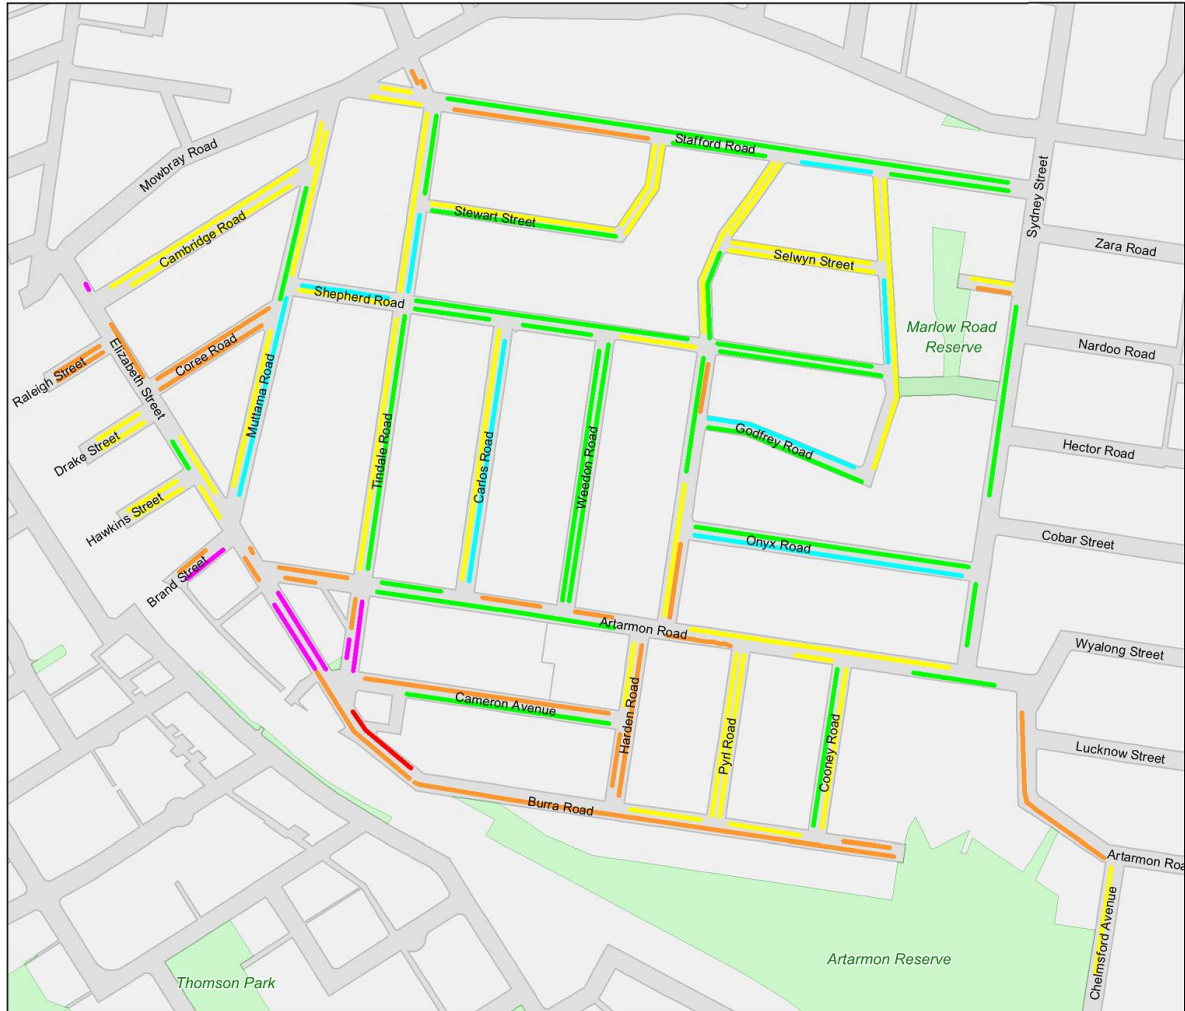 Stafford Road
Mowbray Road
Sydney Street
Stewart Street
Cambridge Road
Zara Road
Selwyn Street
Shepherd Road
Marlow Road
Reserve
Nardoo Road
Coree Road
Elizabeth Street
Raleigh Street
Muttama Road
Drake Street
Tindale Road
Carlos Road
Weedon Road
Godfrey Road
Hector Road
Hawkins Street
Onyx Road
Cobar Street
Brand Street
Artarmon Road
Wyalong Street
Cameron Avenue
Harden Road
Pyrl Road
Cooney Road
Lucknow Street
Burra Road
Artarmon Roa
Chelmsford Avenue
Artarmon Reserve
Thomson Park